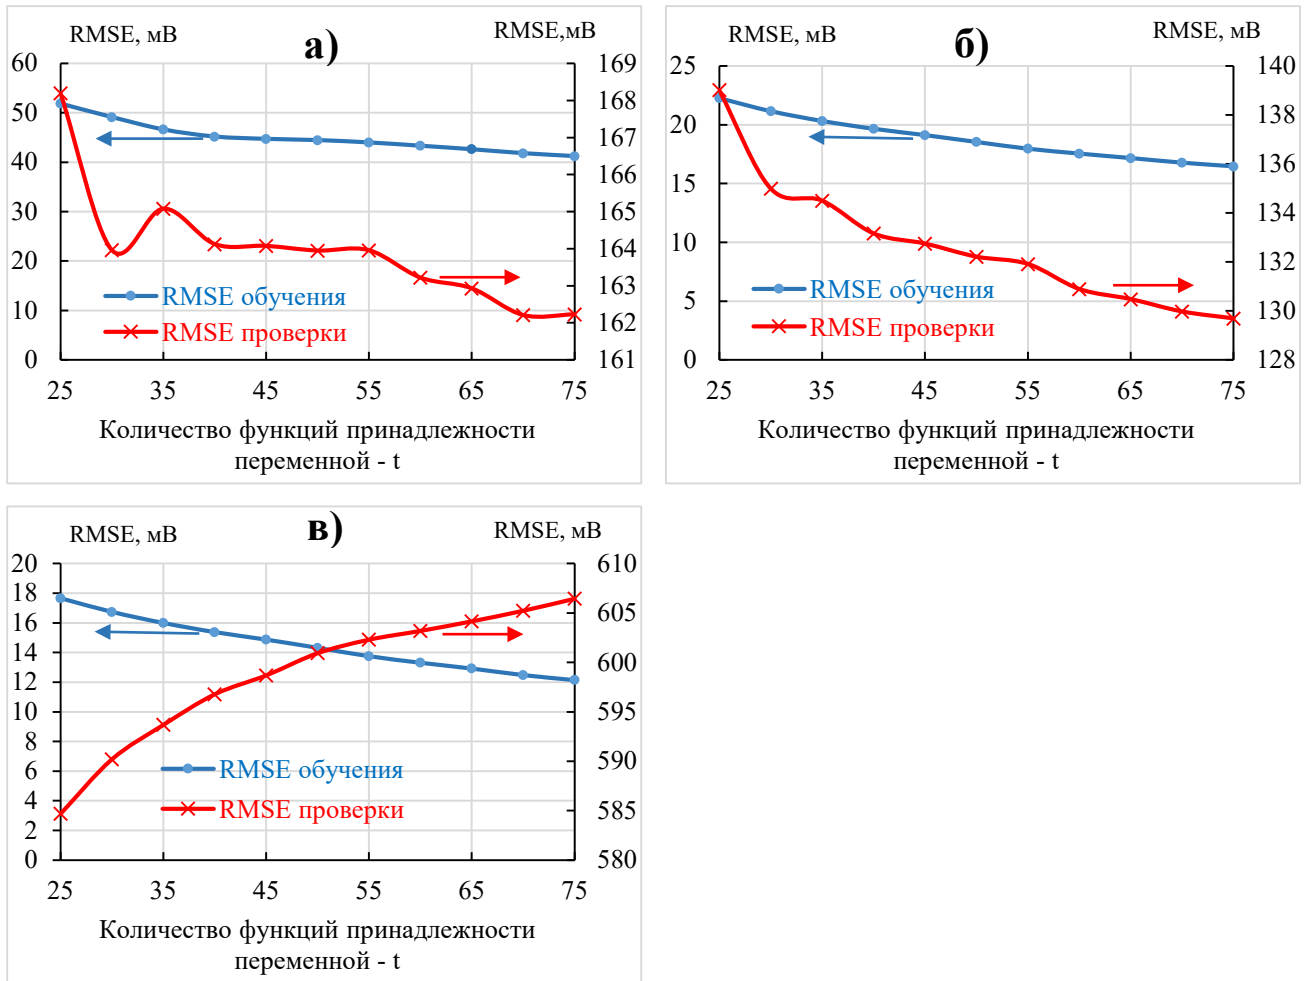 RMSE, мВ
а)
RMSE,мВ
60
50
40
30
20
10
0
169
168
167
166
165
164
163
162
161
RMSE обучения
RMSE проверки
25 35 45 55 65 75
Количество функций принадлежности
переменной - t
RMSE, мВ
б)
RMSE, мВ
25
20
15
10
5
0
140
138
136
134
132
130
128
RMSE обучения
RMSE проверки
25 35 45 55 65 75
Количество функций принадлежности
переменной - t
RMSE, мВ
в)
RMSE, мВ
20
18
16
14
12
10
8
6
4
2
0
610
605
600
595
590
585
580
RMSE обучения
RMSE проверки
25 35 45 55 65 75
Количество функций принадлежности
переменной - t